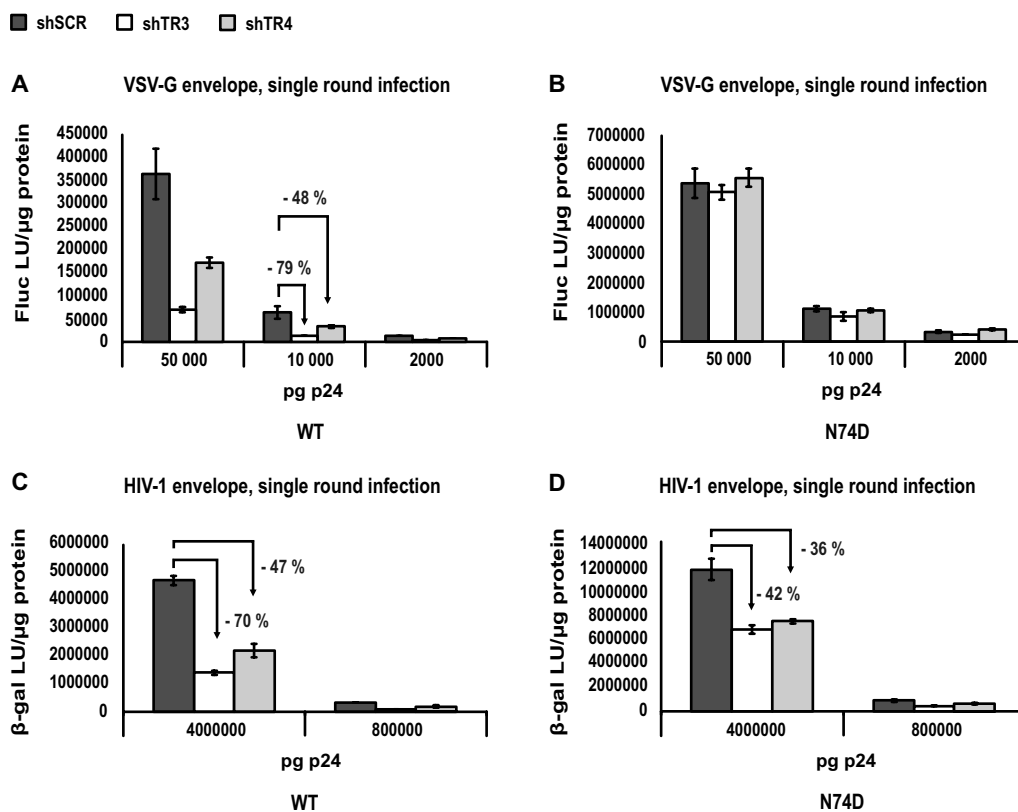 shSCR shTR3 shTR4
A
VSV-G envelope, single round infection
Fluc LU/µg protein
450000
400000
350000
300000
250000
200000
150000
100000
50000
0
- 48 %
- 79 %
50 000 10 000 2000
pg p24
WT
B
VSV-G envelope, single round infection
Fluc LU/µg protein
7000000
6000000
5000000
4000000
3000000
2000000
1000000
0
50 000 10 000 2000
pg p24
N74D
C
HIV-1 envelope, single round infection
β-gal LU/µg protein
6000000
5000000
4000000
3000000
2000000
1000000
0
- 47 %
- 70 %
4000000 800000
pg p24
WT
D
HIV-1 envelope, single round infection
β-gal LU/µg protein
14000000
12000000
10000000
8000000
6000000
4000000
2000000
0
- 36 %
- 42 %
4000000 800000
pg p24
N74D